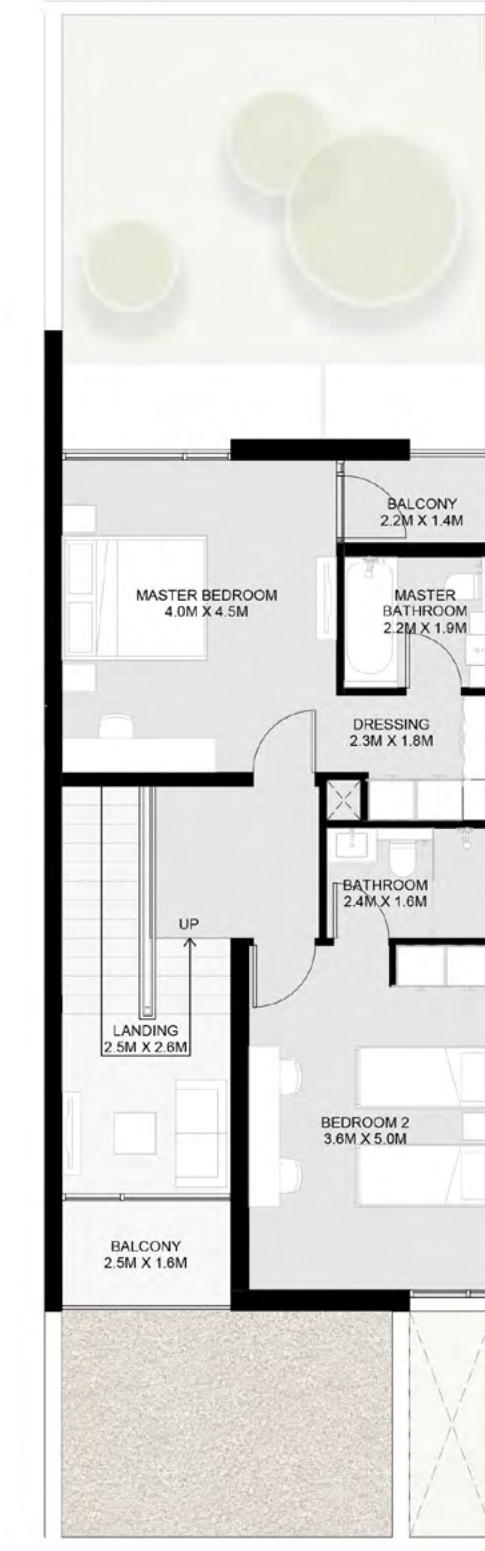 BALCONY
2.2M X 1.4M
MASTER BEDROOM
4.0M X 4.5M
MASTER
BATHROOM
2.2M X 1.9M
DRESSING
2.3M X 1.8M
BATHROOM
2.4M X 1.6M
UP
LANDING
2.5M X 2.6M
BEDROOM 2
3.6M X 5.0M
BALCONY
2.5M X 1.6M